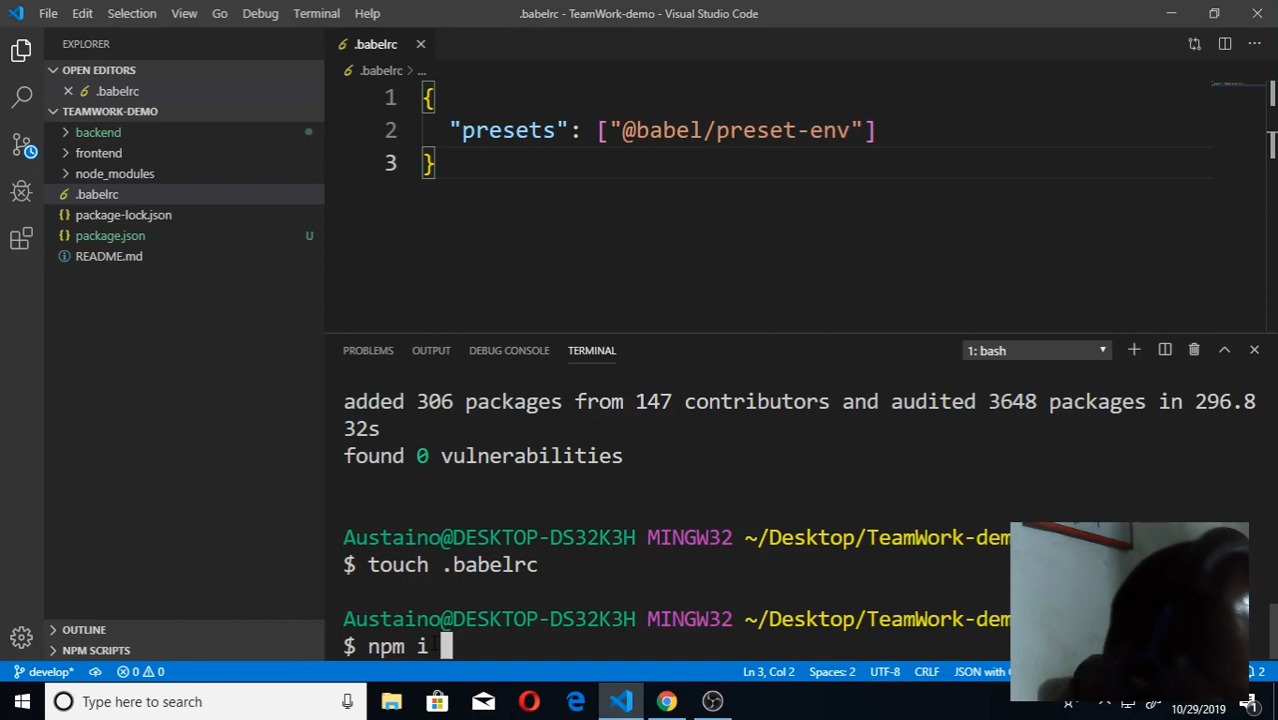 File Edit Selection View Go Debug Terminal Help
.babelrc - TeamWork-demo - Visual Studio Code
EXPLORER
OPEN EDITORS
.babelrc
TEAMWORK-DEMO
backend
frontend
node_modules
.babelrc
package-lock.json
package.json U
README.md
OUTLINE
NPM SCRIPTS
.babelrc
.babelrc > ...
1 {
2 "presets": ["@babel/preset-env"]
3 }
PROBLEMS OUTPUT DEBUG CONSOLE TERMINAL
1: bash
added 306 packages from 147 contributors and audited 3648 packages in 296.8
32s
found 0 vulnerabilities
Austaino@DESKTOP-DS32K3H MINGW32 ~/Desktop/TeamWork-dem
$ touch .babelrc
Austaino@DESKTOP-DS32K3H MINGW32 ~/Desktop/TeamWork-dem
$ npm i
develop* 0 0 Ln 3, Col 2 Spaces: 2 UTF-8 CRLF JSON with 2
Type here to search
10/29/2019